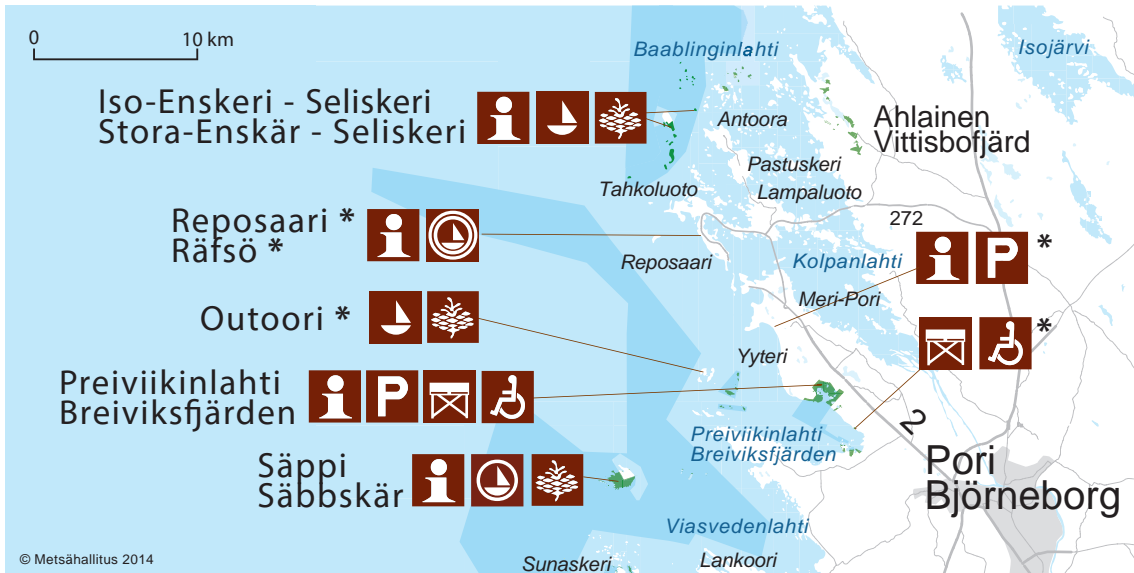 0 10 km
Baablinginlahti
Isojärvi
Iso-Enskeri - Seliskeri
Stora-Enskär - Seliskeri
Antoora
Ahlainen
Vittisbofjärd
Pastuskeri
Tahkoluoto
Lampaluoto
Reposaari *
Räfsö *
272
Reposaari
Kolpanlahti
P *
Meri-Pori
Outoori *
*
Yyteri
Preiviikinlahti
Breiviksfjärden
P
2
Preiviikinlahti
Breiviksfjärden
Pori
Björneborg
Säppi
Säbbskär
Viasvedenlahti
© Metsähallitus 2014
Sunaskeri
Lankoori